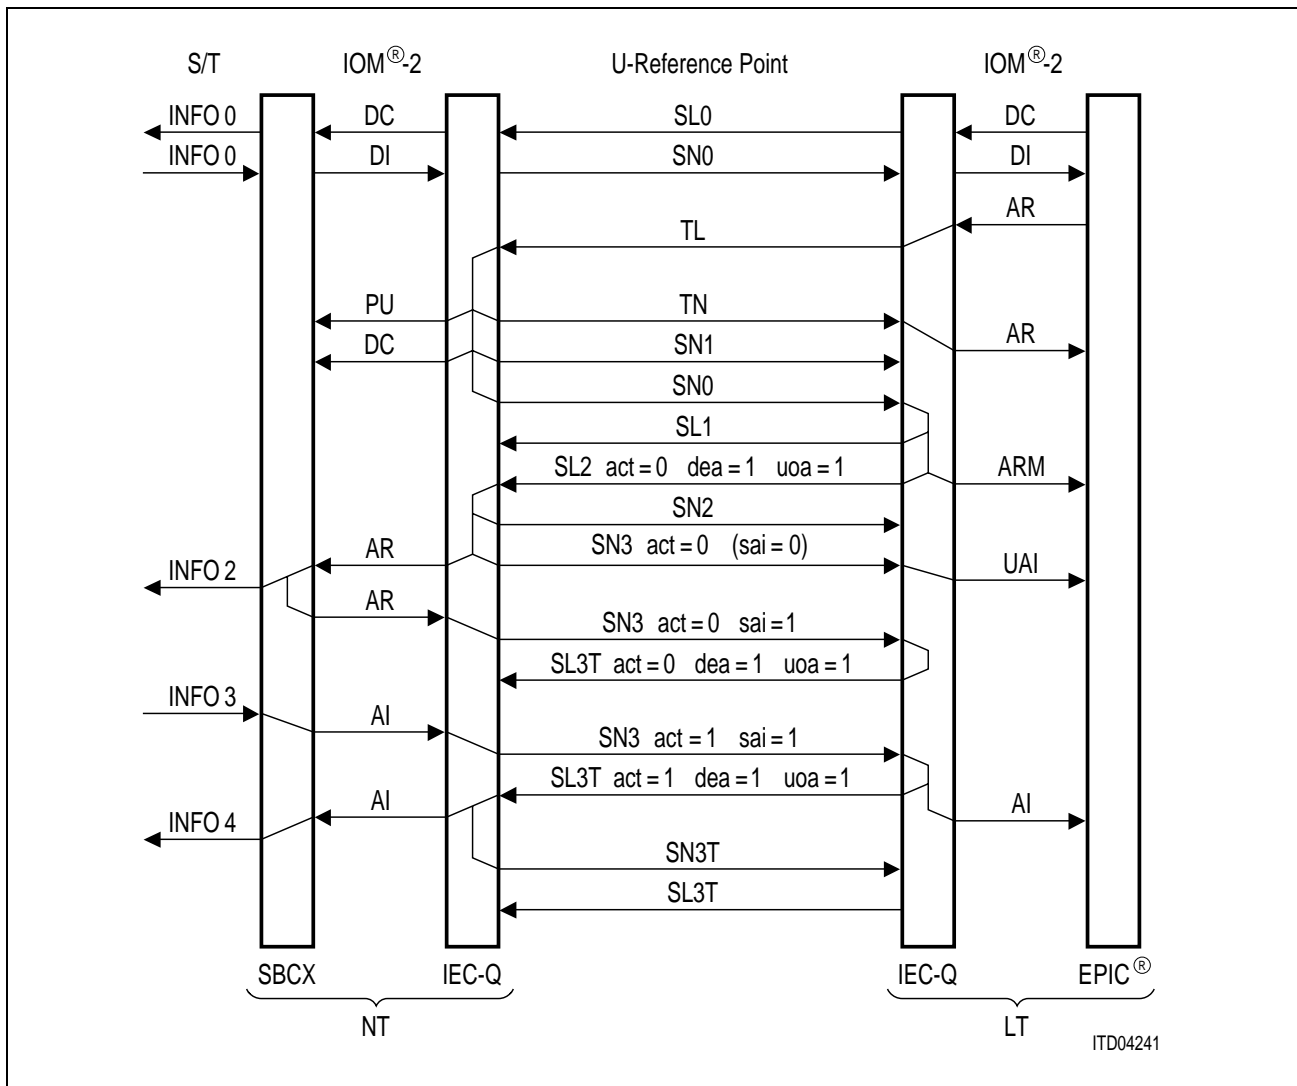 S/T IOM®-2 U-Reference Point IOM®-2
INFO 0 DC SL0 DC
INFO 0 DI SN0 DI
AR
TL
PU TN
AR
DC SN1
SN0
SL1
SL2 act = 0 dea = 1 uoa = 1 ARM
SN2
AR SN3 act = 0 (sai = 0)
INFO 2 UAI
AR
SN3 act = 0 sai = 1
SL3T act = 0 dea = 1 uoa = 1
INFO 3
AI
SN3 act = 1 sai = 1
SL3T act = 1 dea = 1 uoa = 1
AI AI
INFO 4
SN3T
SL3T
SBCX IEC-Q IEC-Q EPIC®
NT LT
ITD04241